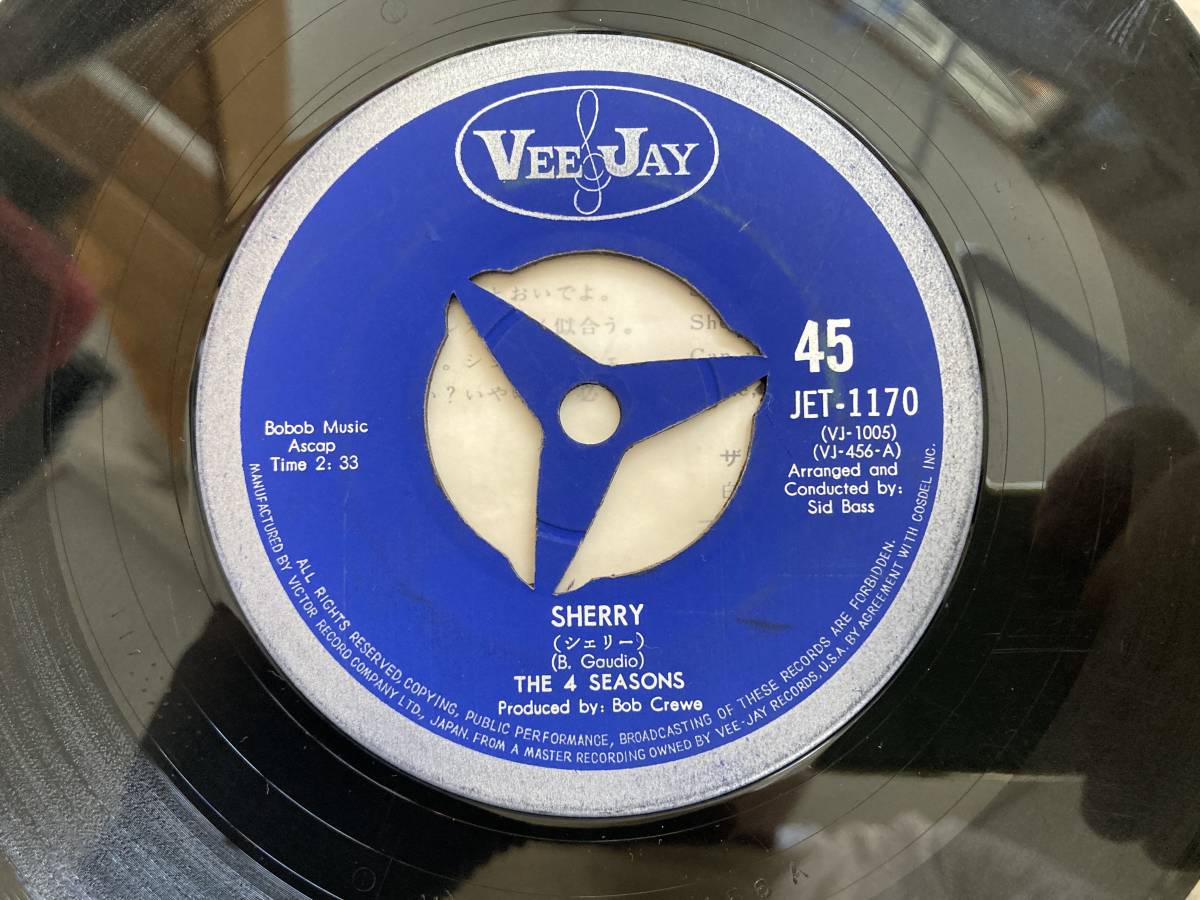 VEE JAY
45
JET-1170
(VJ-1005)
(VJ-456-A)
Arranged and
Conducted by:
Sid Bass
Bobob Music
Ascap
Time 2: 33
SHERRY
(シェリー)
(B. Gaudio)
THE 4 SEASONS
Produced by: Bob Crewe
ALL RIGHTS RESERVED, COPYING, PUBLIC PERFORMANCE, BROADCASTING OF THESE RECORDS ARE FORBIDDEN.
MANUFACTURED BY VICTOR RECORD COMPANY LTD., JAPAN. FROM A MASTER RECORDING OWNED BY VEE-JAY RECORDS, U.S.A. BY AGREEMENT WITH COSDEL INC.
おいでよ。
似合う。